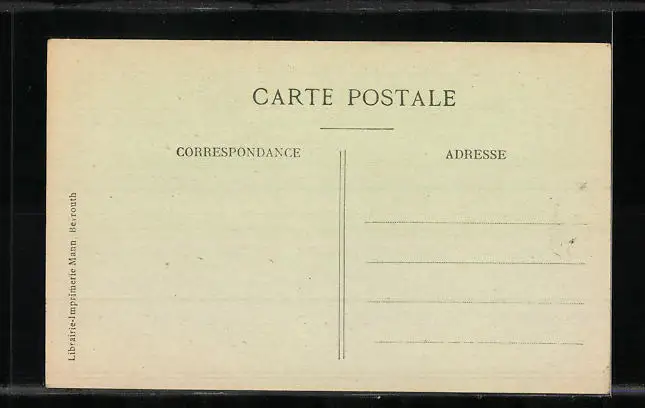 CARTE POSTALE
CORRESPONDANCE
ADRESSE
Librairie-Imprimerie Mann, Beyrouth